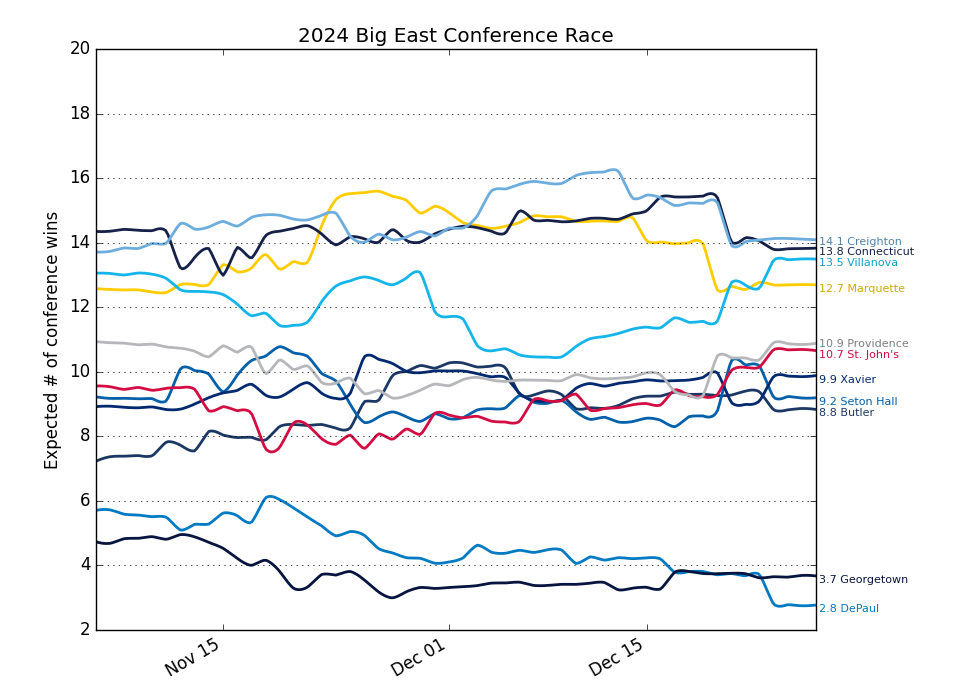 2024 Big East Conference Race
Expected # of conference wins
20
18
16
14
12
10
8
6
4
2
14.1 Creighton
13.8 Connecticut
13.5 Villanova
12.7 Marquette
10.9 Providence
10.7 St. John's
9.9 Xavier
9.2 Seton Hall
8.8 Butler
3.7 Georgetown
2.8 DePaul
Nov 15
Dec 01
Dec 15